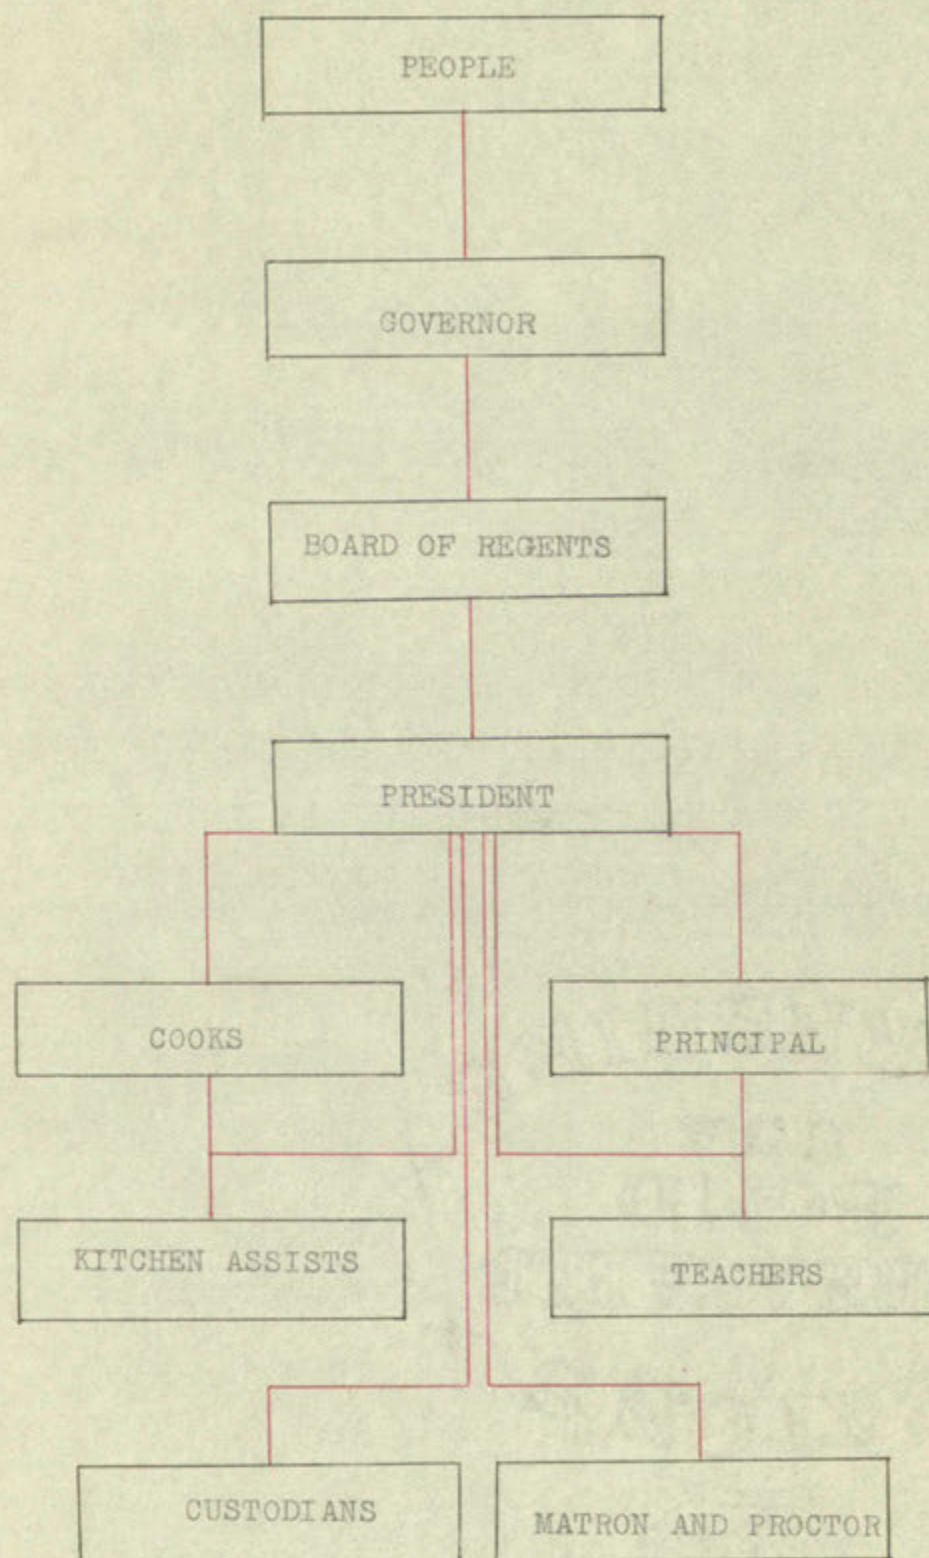 PEOPLE
GOVERNOR
BOARD OF REGENTS
PRESIDENT
COOKS
PRINCIPAL
KITCHEN ASSISTS
TEACHERS
CUSTODIANS
MATRON AND PROCTOR